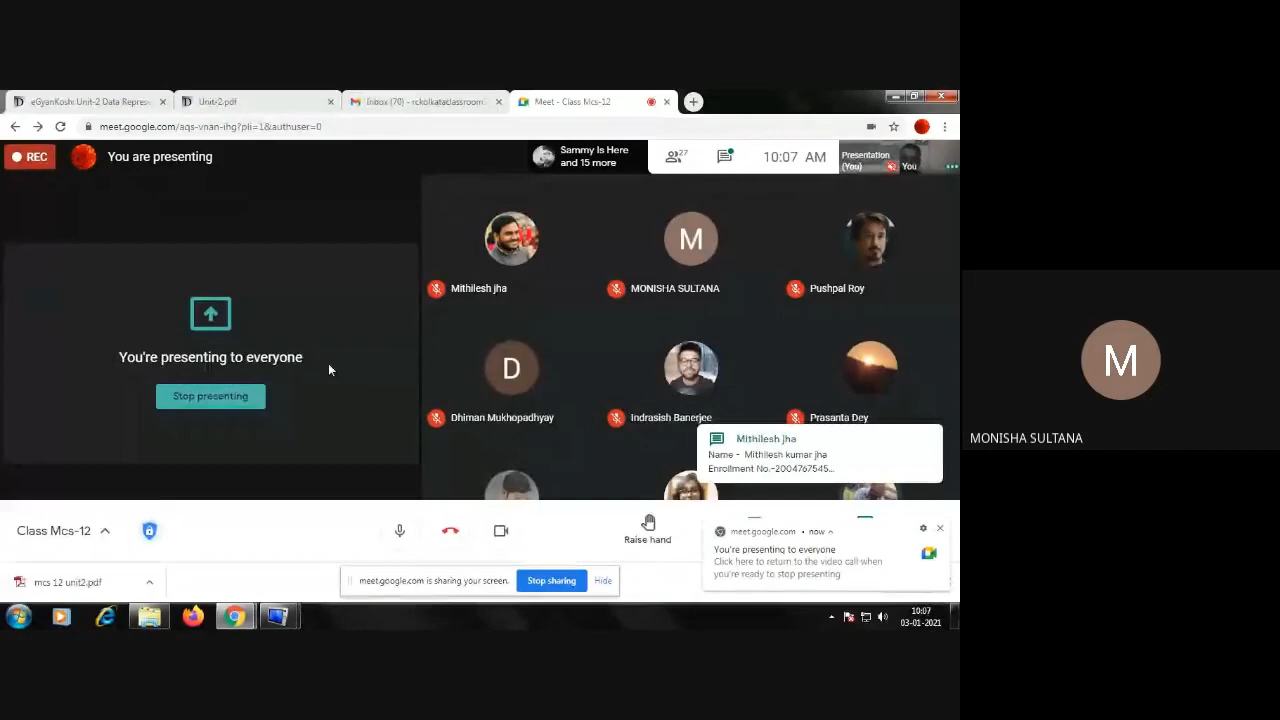 eGyanKosh: Unit-2 Data Repres
Unit-2.pdf
Inbox (70) - rckolkataclassroom
Meet - Class Mcs-12
meet.google.com/aqs-vnan-ihg?pli=1&authuser=0
REC
You are presenting
Sammy Is Here
and 15 more
27
10:07 AM
Presentation
(You)
You
You're presenting to everyone
Stop presenting
Mithilesh jha
MONISHA SULTANA
M
Pushpal Roy
D
Dhiman Mukhopadhyay
Indrasish Banerjee
Prasanta Dey
Mithilesh jha
Name - Mithilesh kumar jha
Enrollment No.-2004767545...
M
MONISHA SULTANA
Class Mcs-12
Raise hand
meet.google.com • now
You're presenting to everyone
Click here to return to the video call when
you're ready to stop presenting
mcs 12 unit2.pdf
meet.google.com is sharing your screen.
Stop sharing
Hide
10:07
03-01-2021